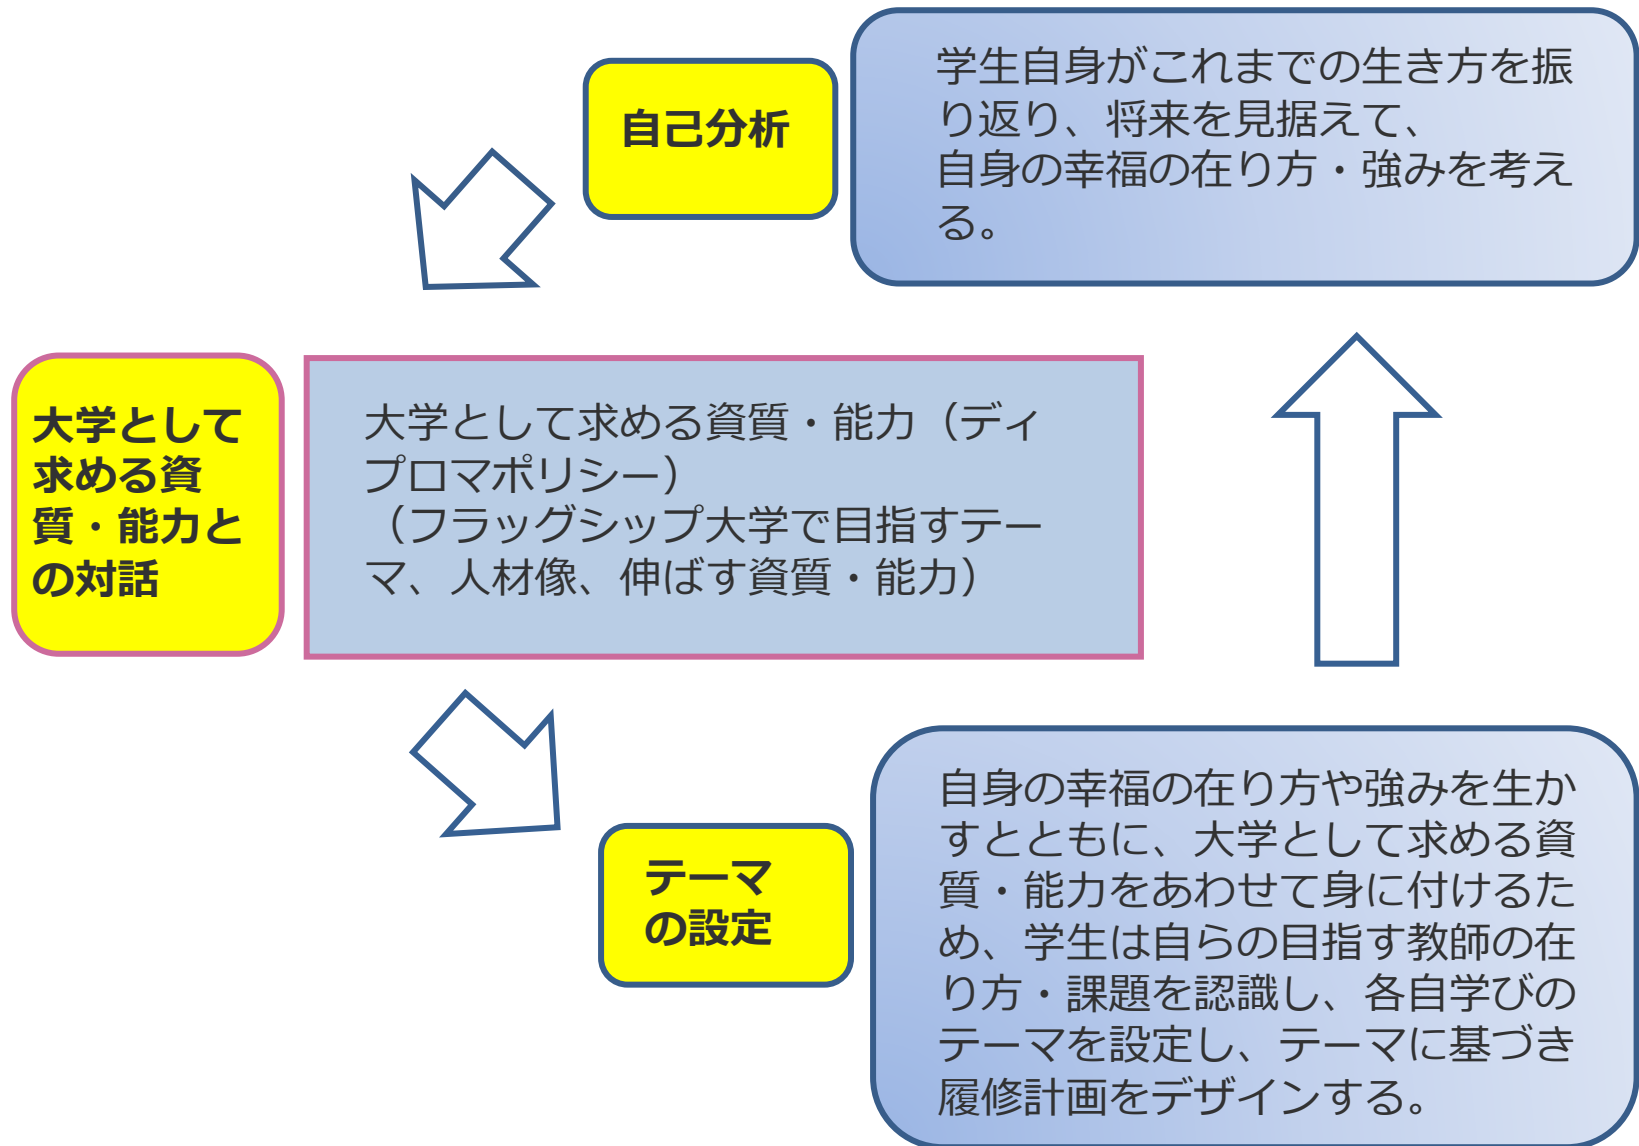 自己分析
学生自身がこれまでの生き方を振
り返り、将来を見据えて、
自身の幸福の在り方・強みを考え
る。
大学として
求める資
質・能力と
の対話
大学として求める資質・能力（ディ
プロマポリシー）
（フラッグシップ大学で目指すテー
マ、人材像、伸ばす資質・能力）
テーマ
の設定
自身の幸福の在り方や強みを生か
すとともに、大学として求める資
質・能力をあわせて身に付けるた
め、学生は自らの目指す教師の在
り方・課題を認識し、各自学びの
テーマを設定し、テーマに基づき
履修計画をデザインする。